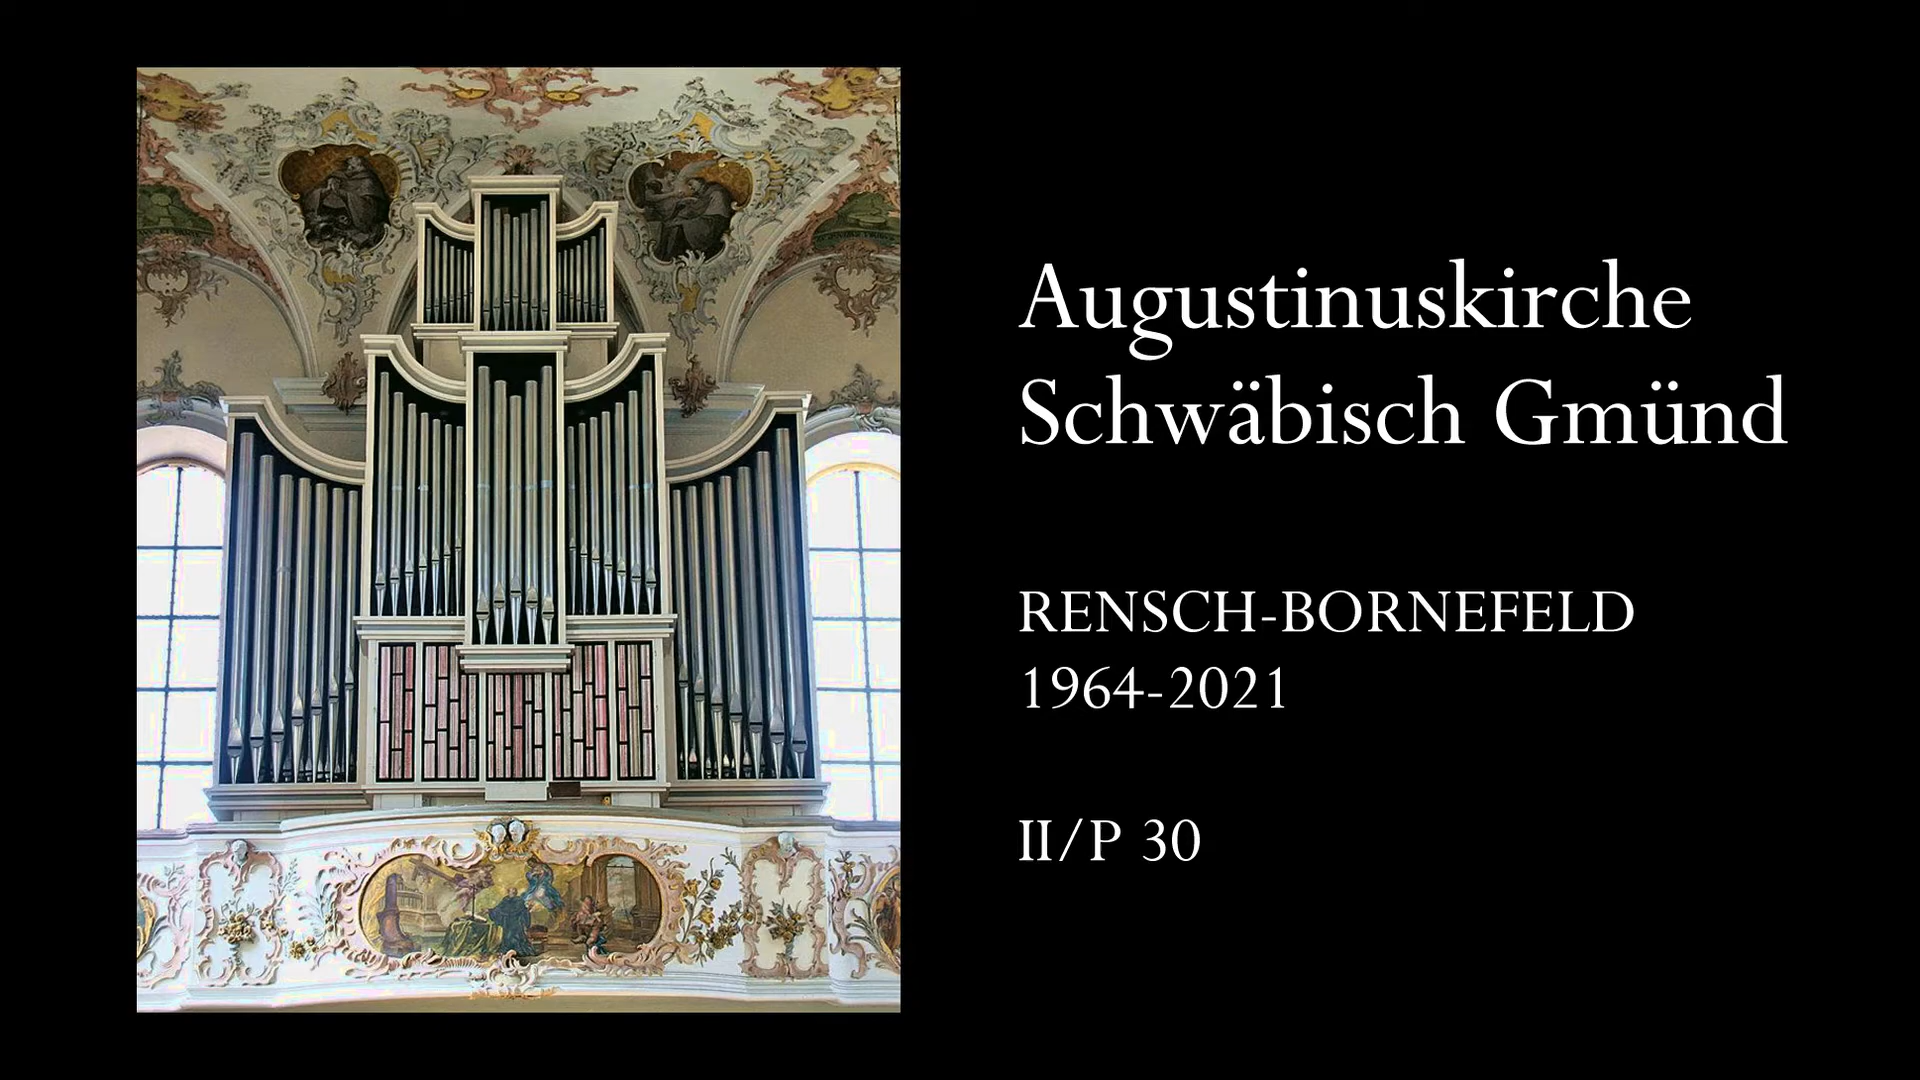 Augustinuskirche
Schwäbisch Gmünd
RENSCH-BORNEFELD
1964-2021
II/P 30